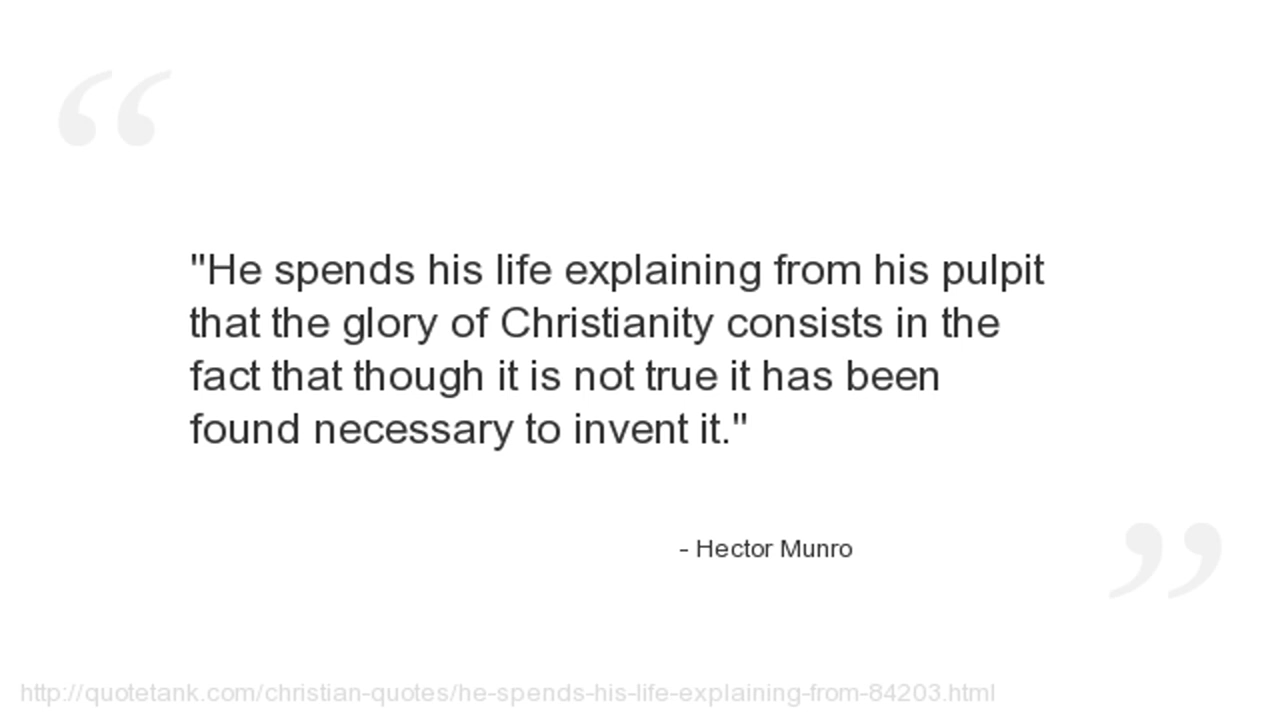 "He spends his life explaining from his pulpit
that the glory of Christianity consists in the
fact that though it is not true it has been
found necessary to invent it."
- Hector Munro
http://quotetank.com/christian-quotes/he-spends-his-life-explaining-from-84203.html